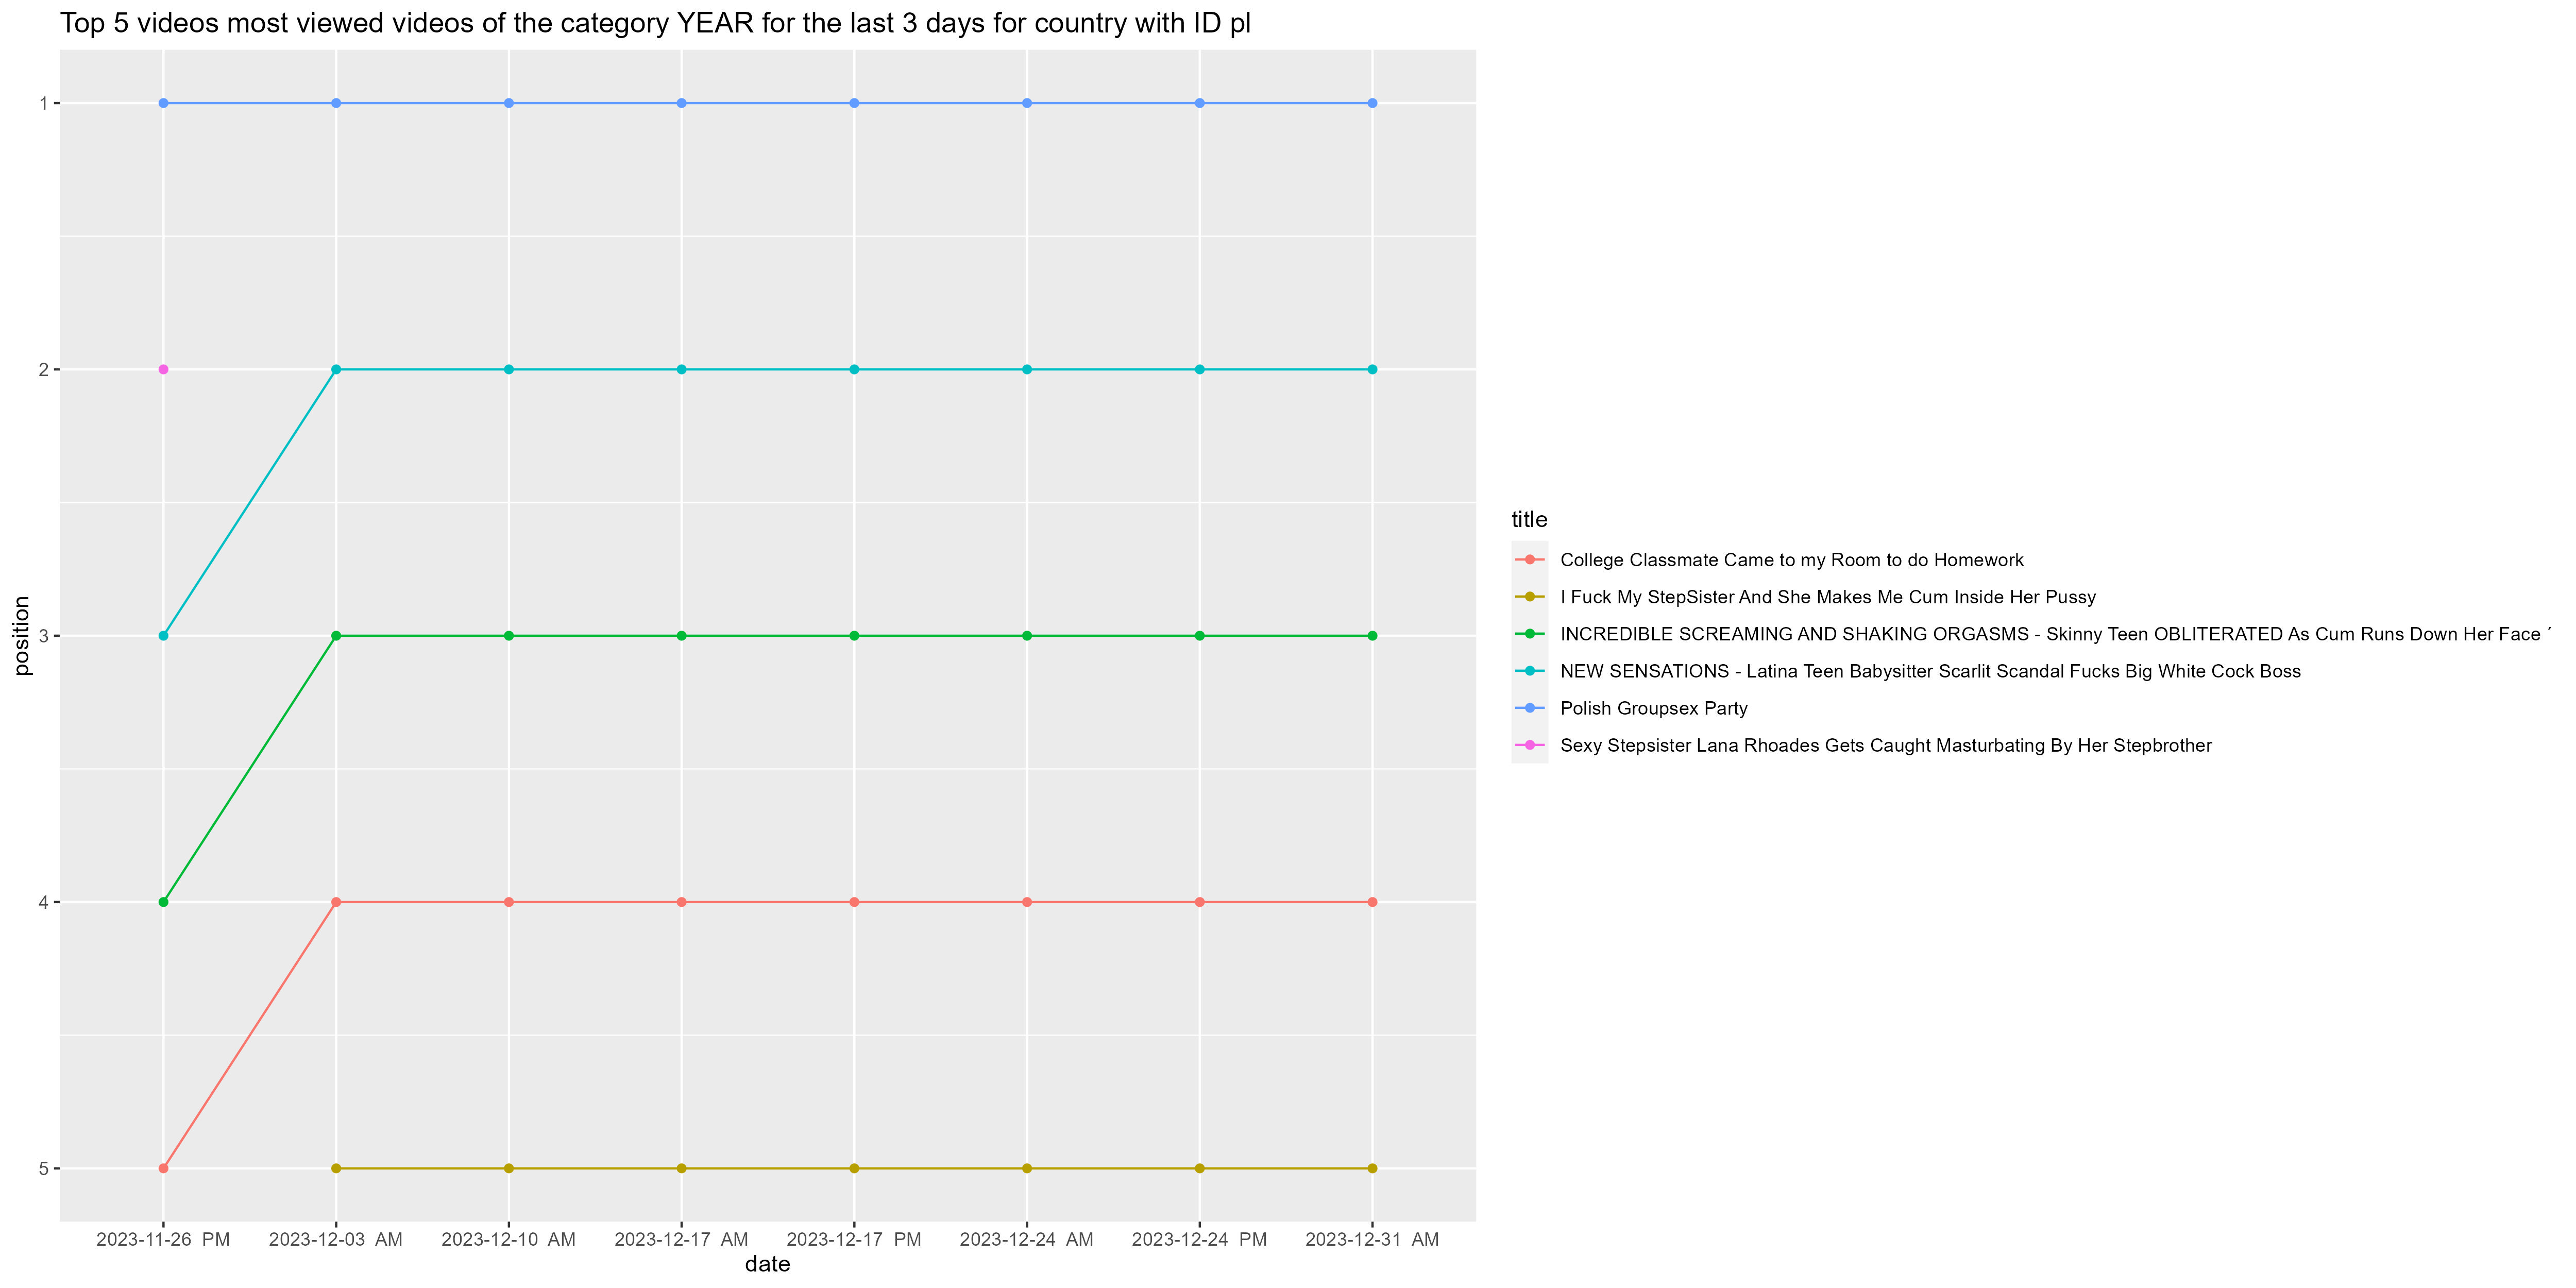 Top 5 videos most viewed videos of the category YEAR for the last 3 days for country with ID pl
1
2
3
4
5
position
2023-11-26 PM
2023-12-03 AM
2023-12-10 AM
2023-12-17 AM
2023-12-17 PM
2023-12-24 AM
2023-12-24 PM
2023-12-31 AM
date
title
College Classmate Came to my Room to do Homework
I Fuck My StepSister And She Makes Me Cum Inside Her Pussy
INCREDIBLE SCREAMING AND SHAKING ORGASMS - Skinny Teen OBLITERATED As Cum Runs Down Her Face
NEW SENSATIONS - Latina Teen Babysitter Scarlit Scandal Fucks Big White Cock Boss
Polish Groupsex Party
Sexy Stepsister Lana Rhoades Gets Caught Masturbating By Her Stepbrother